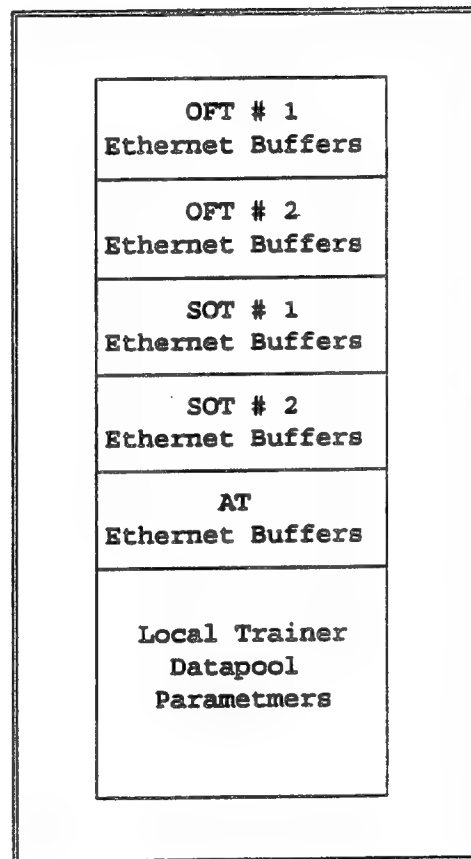 OFT # 1
Ethernet Buffers
OFT # 2
Ethernet Buffers
SOT # 1
Ethernet Buffers
SOT # 2
Ethernet Buffers
AT
Ethernet Buffers
Local Trainer
Datapool
Parametmers